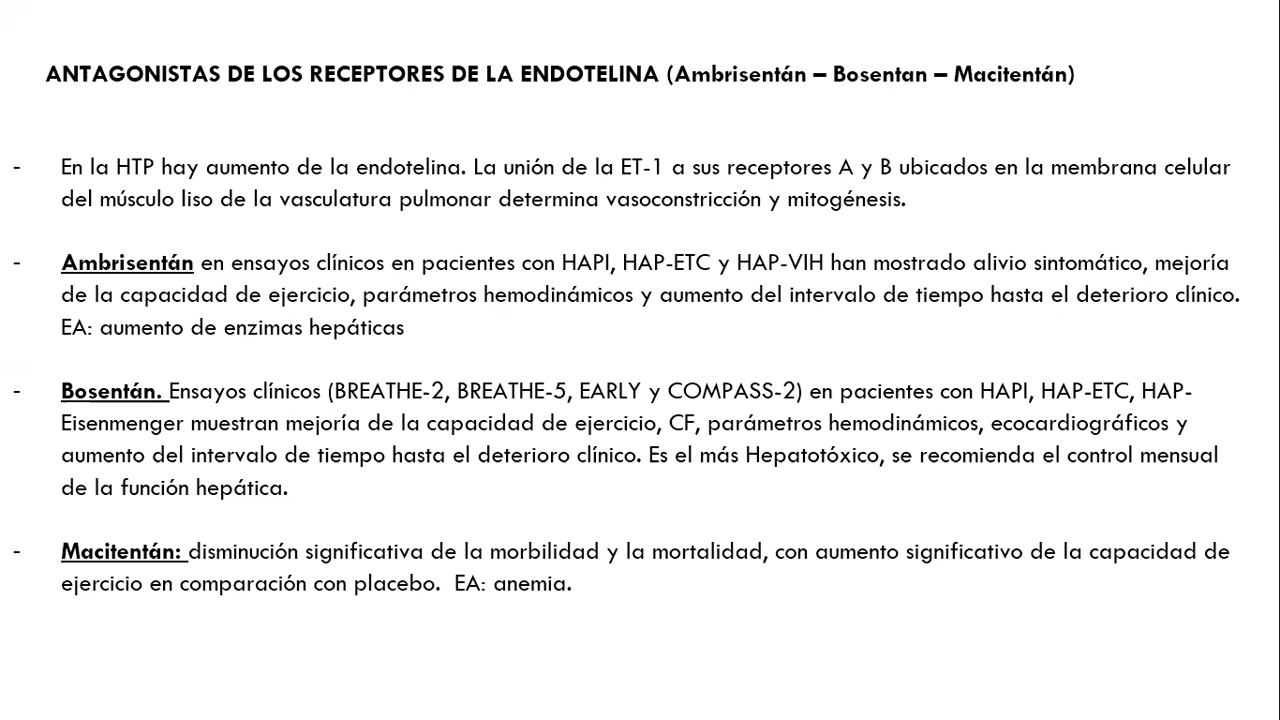 ANTAGONISTAS DE LOS RECEPTORES DE LA ENDOTELINA (Ambrisentán – Bosentan – Macitentán)
- En la HTP hay aumento de la endotelina. La unión de la ET-1 a sus receptores A y B ubicados en la membrana celular
del músculo liso de la vasculatura pulmonar determina vasoconstricción y mitogénesis.
- Ambrisentán en ensayos clínicos en pacientes con HAPI, HAP-ETC y HAP-VIH han mostrado alivio sintomático, mejoría
de la capacidad de ejercicio, parámetros hemodinámicos y aumento del intervalo de tiempo hasta el deterioro clínico.
EA: aumento de enzimas hepáticas
- Bosentán. Ensayos clínicos (BREATHE-2, BREATHE-5, EARLY y COMPASS-2) en pacientes con HAPI, HAP-ETC, HAP-
Eisenmenger muestran mejoría de la capacidad de ejercicio, CF, parámetros hemodinámicos, ecocardiográficos y
aumento del intervalo de tiempo hasta el deterioro clínico. Es el más Hepatotóxico, se recomienda el control mensual
de la función hepática.
- Macitentán: disminución significativa de la morbilidad y la mortalidad, con aumento significativo de la capacidad de
ejercicio en comparación con placebo.  EA: anemia.